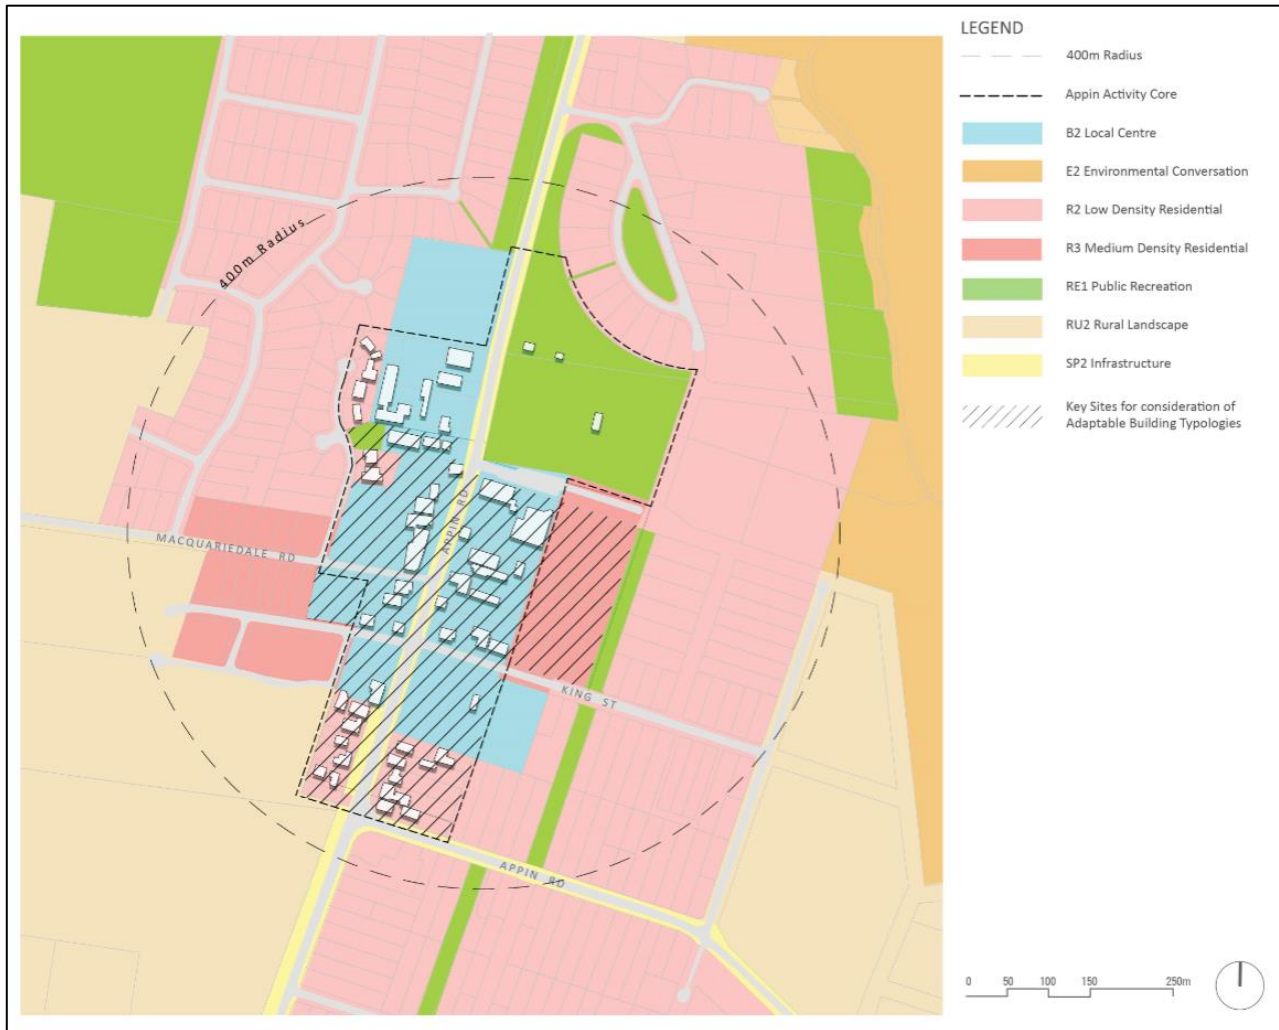 LEGEND
400m Radius
Appin Activity Core
B2 Local Centre
E2 Environmental Conversation
R2 Low Density Residential
R3 Medium Density Residential
RE1 Public Recreation
RU2 Rural Landscape
SP2 Infrastructure
Key Sites for consideration of
Adaptable Building Typologies
400m Radius
APPIN RD
MACQUARIEDALE RD
KING ST
APPIN RD
0 50 100 150 250m